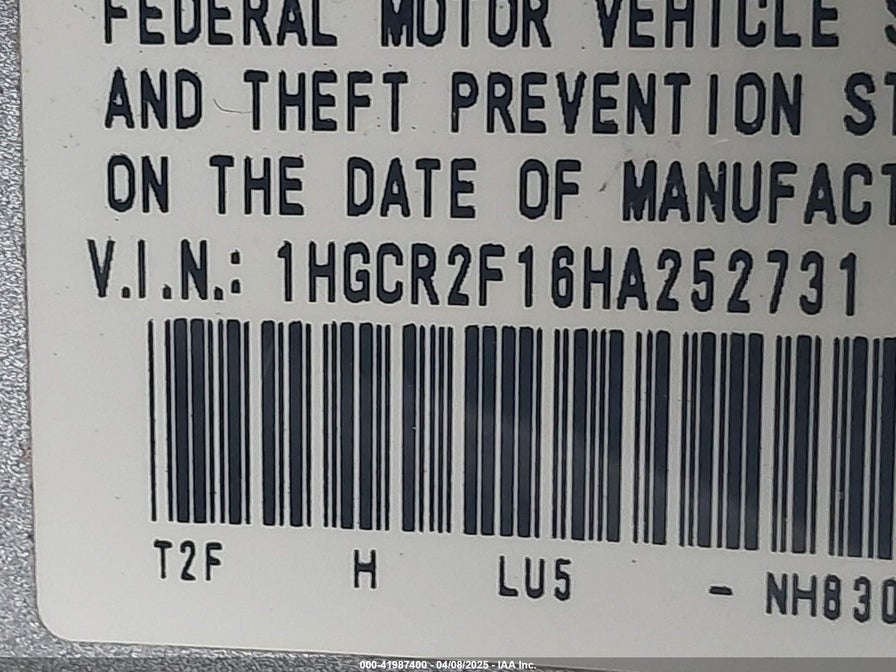 FEDERAL MOTOR VEHICLE
AND THEFT PREVENTION
ON THE DATE OF
V.I.N.: 1HGCR2F16HA252731
T2F H LU5 - NH830
000-41987400 - 04/08/2025 - IAA Inc.